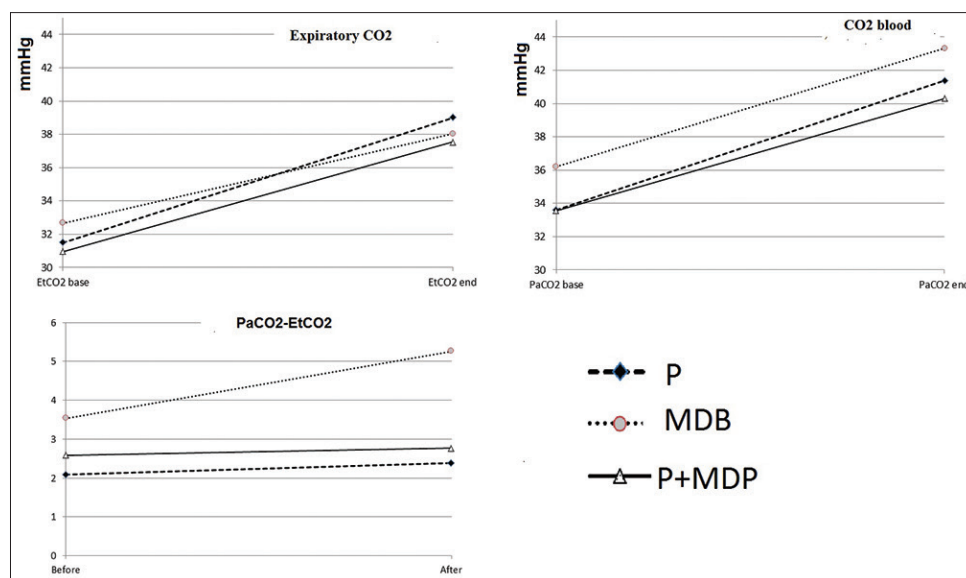 Expiratory CO2
mmHg
44
42
40
38
36
34
32
30
EtCO2 base
EtCO2 end
CO2 blood
mmHg
44
42
40
38
36
34
32
30
PaCO2 base
PaCO2 end
PaCO2-EtCO2
6
5
4
3
2
1
0
Before
After
P
MDB
P+MDP